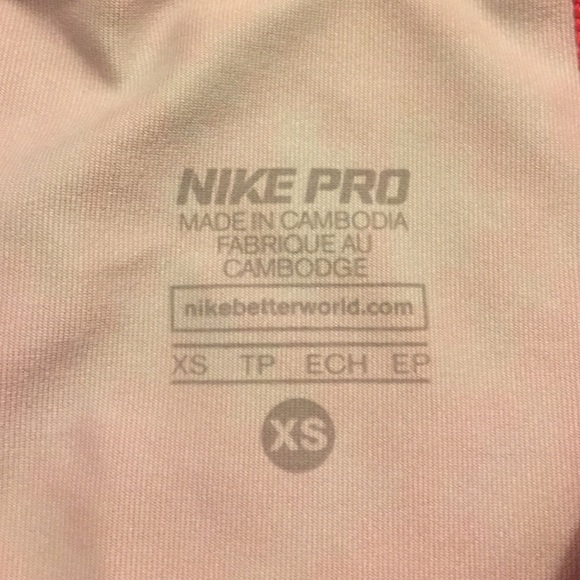 NIKE PRO
MADE IN CAMBODIA
FABRIQUE AU
CAMBODGE
nikebetterworld.com
XS TP ECH EP
XS